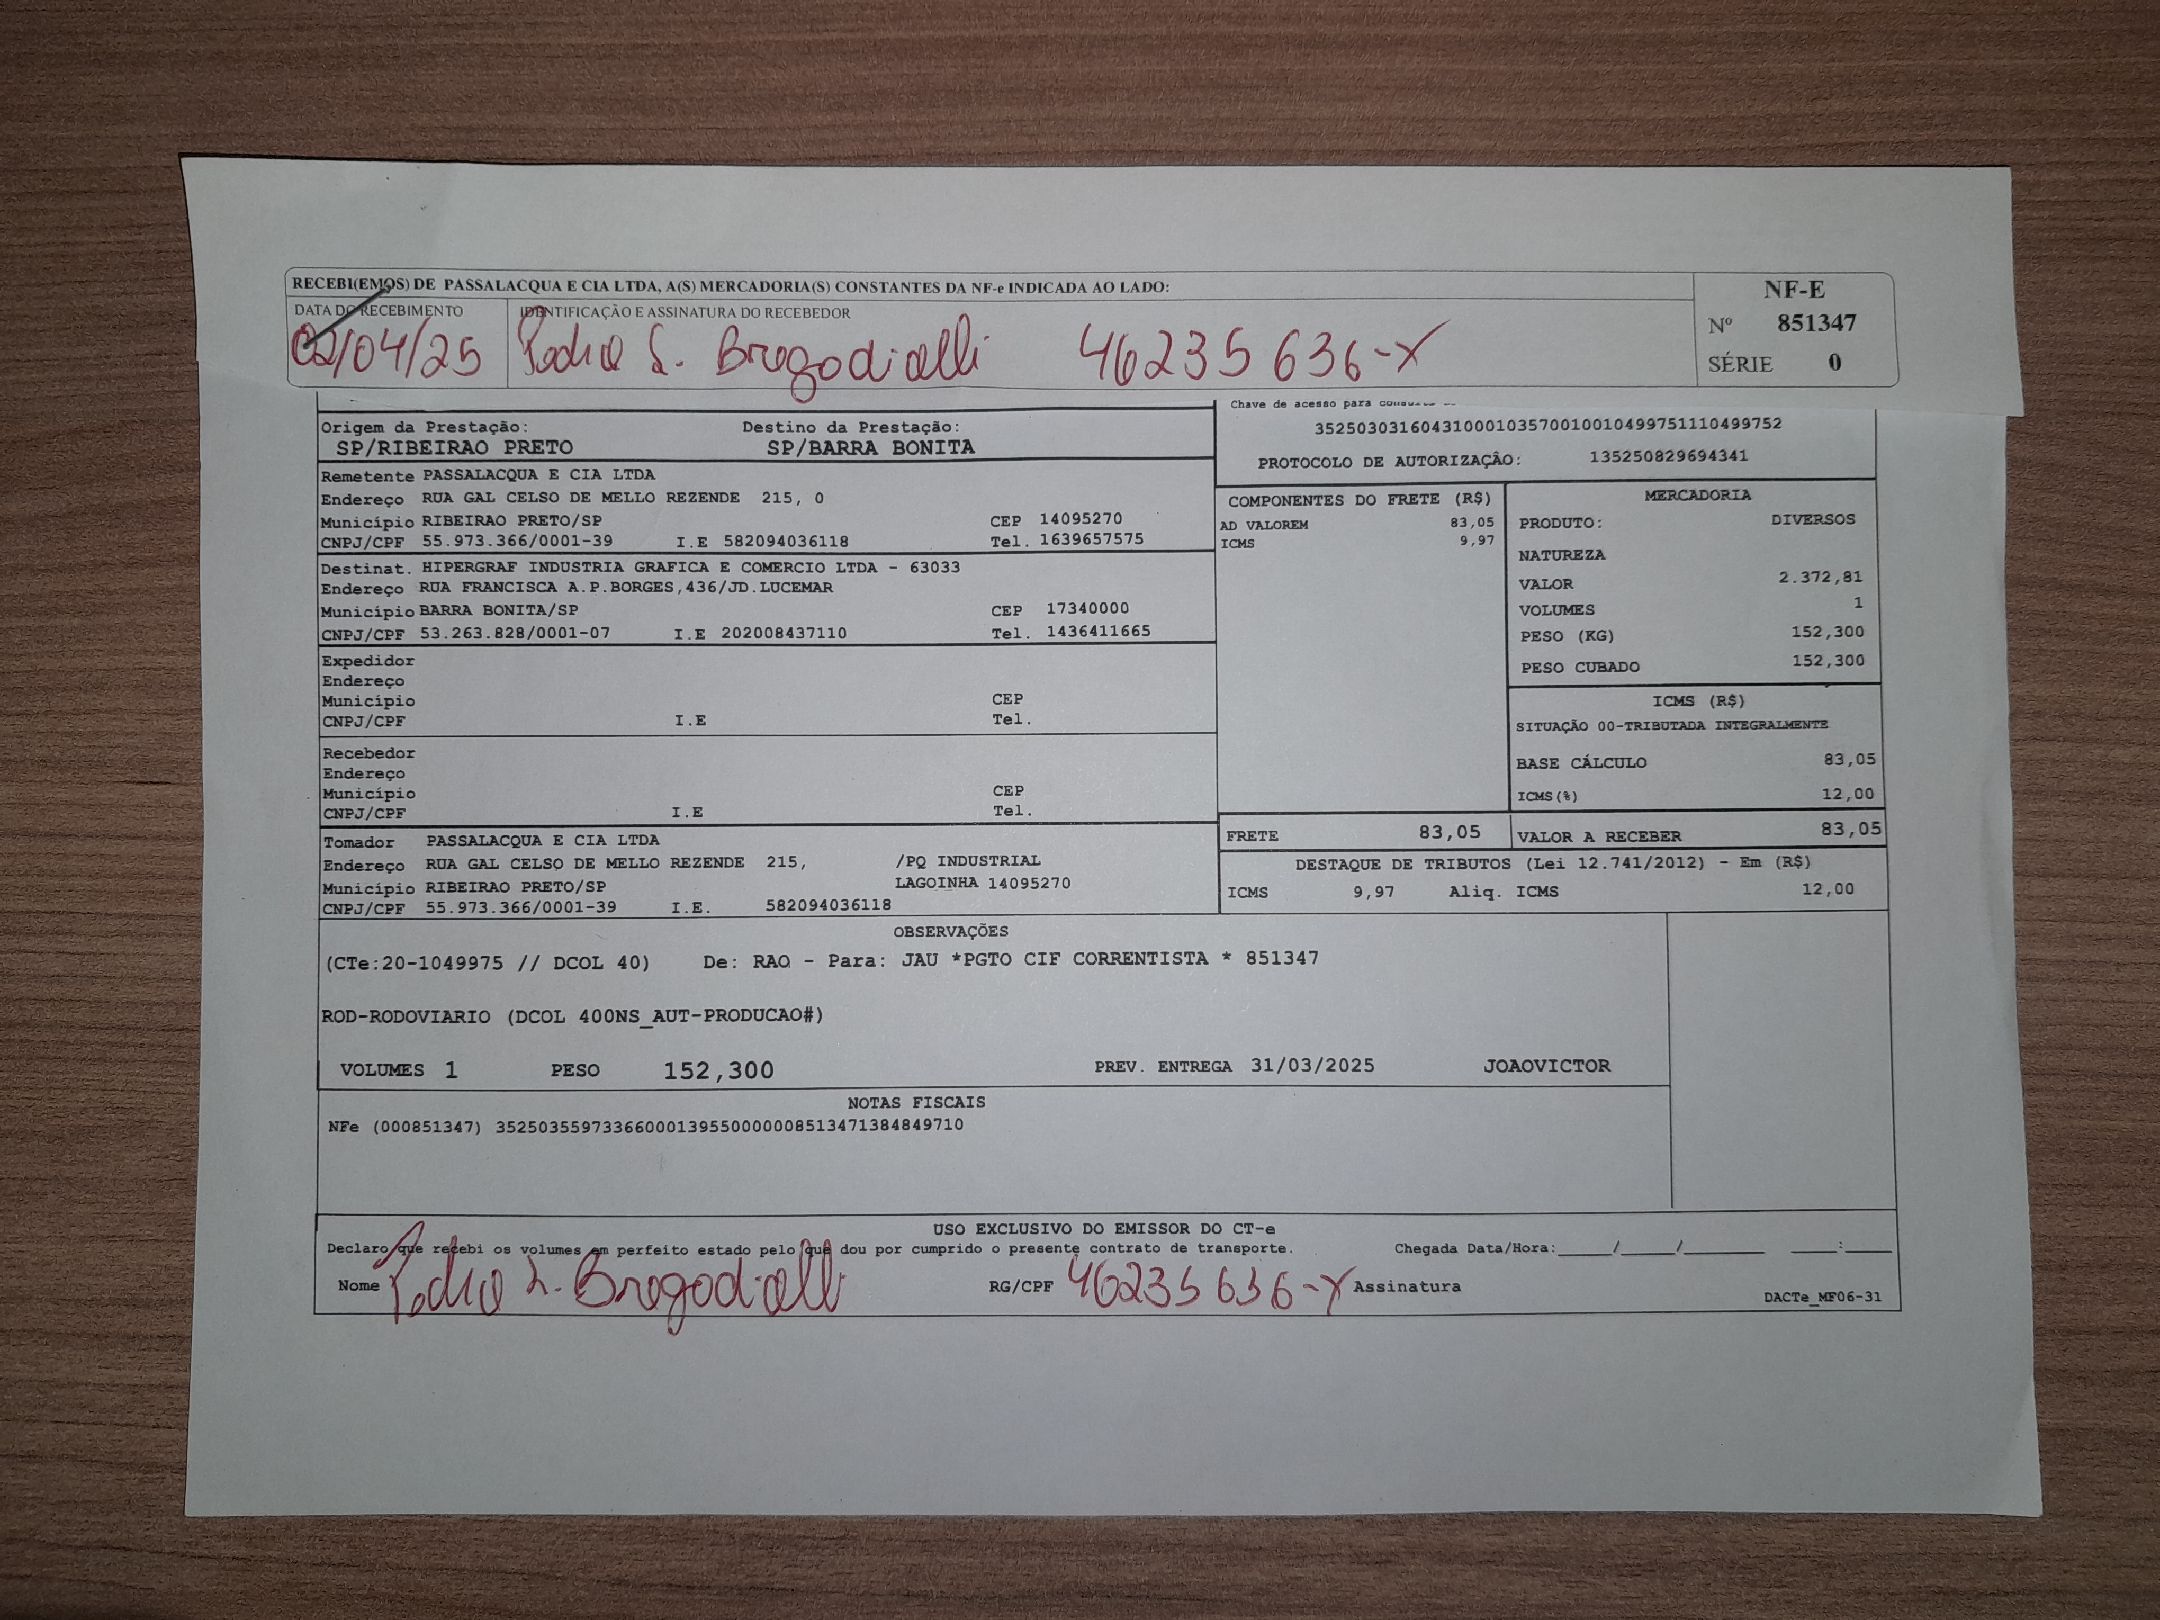 RECEBI(EMOS) DE PASSALACQUA E CIA LTDA, A(S) MERCADORIA(S) CONSTANTES DA NF-e INDICADA AO LADO:
NF-E
DATA DO RECEBIMENTO IDENTIFICAÇÃO E ASSINATURA DO RECEBEDOR
Nº 851347
02/04/25 Pedro L. 46235636-X
SÉRIE 0
Chave de acesso para
Origem da Prestação: Destino da Prestação:
SP/RIBEIRAO PRETO SP/BARRA BONITA
35250303160431000103570010010499751110499752
PROTOCOLO DE AUTORIZAÇÃO: 135250829694341
Remetente PASSALACQUA E CIA LTDA
Endereço RUA GAL CELSO DE MELLO REZENDE 215, 0
Município RIBEIRAO PRETO/SP CEP 14095270
CNPJ/CPF 55.973.366/0001-39 I.E 582094036118 Tel. 1639657575
Destinat. HIPERGRAF INDUSTRIA GRAFICA E COMERCIO LTDA - 63033
Endereço RUA FRANCISCA A.P.BORGES,436/JD.LUCEMAR
Município BARRA BONITA/SP CEP 17340000
CNPJ/CPF 53.263.828/0001-07 I.E 202008437110 Tel. 1436411665
Expedidor
Endereço
Município CEP
CNPJ/CPF I.E Tel.
Recebedor
Endereço
Município CEP
CNPJ/CPF I.E Tel.
Tomador PASSALACQUA E CIA LTDA
Endereço RUA GAL CELSO DE MELLO REZENDE 215, /PQ INDUSTRIAL
Município RIBEIRAO PRETO/SP LAGOINHA 14095270
CNPJ/CPF 55.973.366/0001-39 I.E. 582094036118
COMPONENTES DO FRETE (R$)
AD VALOREM 83,05
ICMS 9,97
MERCADORIA
PRODUTO: DIVERSOS
NATUREZA
VALOR 2.372,81
VOLUMES 1
PESO (KG) 152,300
PESO CUBADO 152,300
ICMS (R$)
SITUAÇÃO 00-TRIBUTADA INTEGRALMENTE
BASE CÁLCULO 83,05
ICMS(%) 12,00
FRETE 83,05 VALOR A RECEBER 83,05
DESTAQUE DE TRIBUTOS (Lei 12.741/2012) - Em (R$)
ICMS 9,97 Aliq. ICMS 12,00
OBSERVAÇÕES
(CTe:20-1049975 // DCOL 40) De: RAO - Para: JAU *PGTO CIF CORRENTISTA * 851347
ROD-RODOVIARIO (DCOL 400NS_AUT-PRODUCAO#)
VOLUMES 1 PESO 152,300 PREV. ENTREGA 31/03/2025 JOAOVICTOR
NOTAS FISCAIS
NFe (000851347) 35250355973366000139550000008513471384849710
USO EXCLUSIVO DO EMISSOR DO CT-e
Declaro que recebi os volumes em perfeito estado pelo que dou por cumprido o presente contrato de transporte. Chegada Data/Hora:_____/_____/________ _____:_____
Nome Pedro L. RG/CPF 46235636-X Assinatura
DACTe_MF06-31